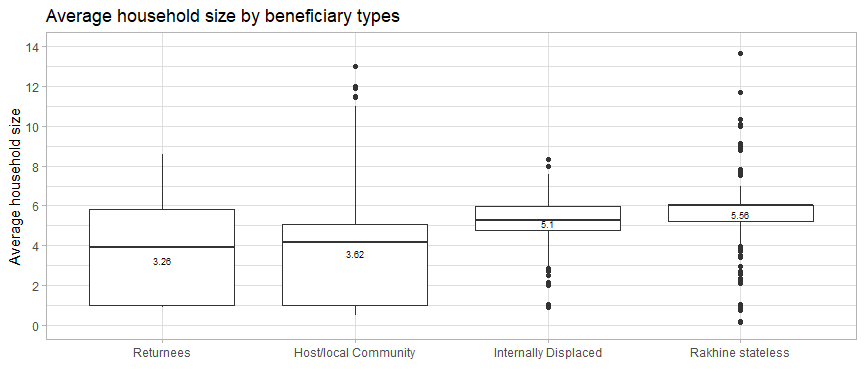 Average household size by beneficiary types
Average household size
14
12
10
8
6
4
2
0
3.26
3.62
5.1
5.56
Returnees
Host/local Community
Internally Displaced
Rakhine stateless